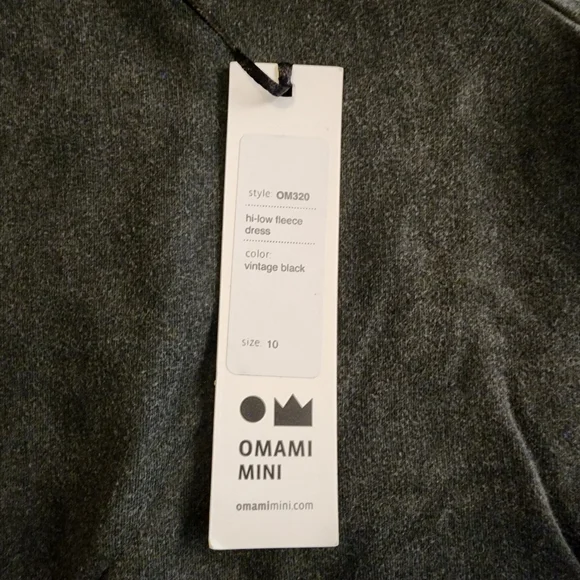 style: OM320
hi-low fleece
dress
color:
vintage black
size: 10
OMAMI
MINI
omamimini.com